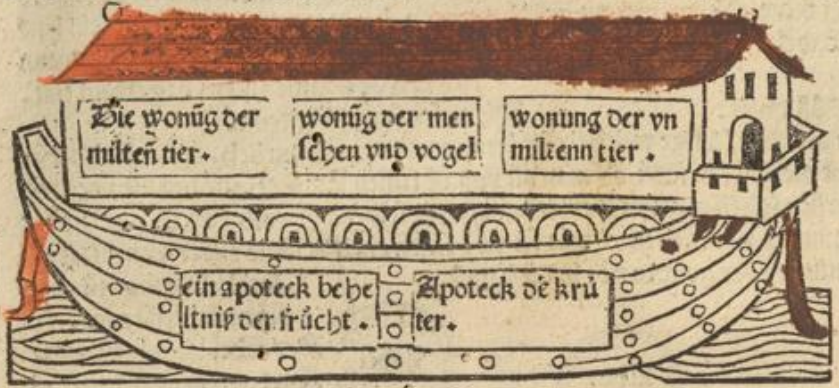 Die wonūg der
milteñ tier.
wonūg der men
schen vnd vogel
wonung der vn
miltenn tier.
ein apoteck behe
ltniß der frücht.
Apoteck dē krü
ter.